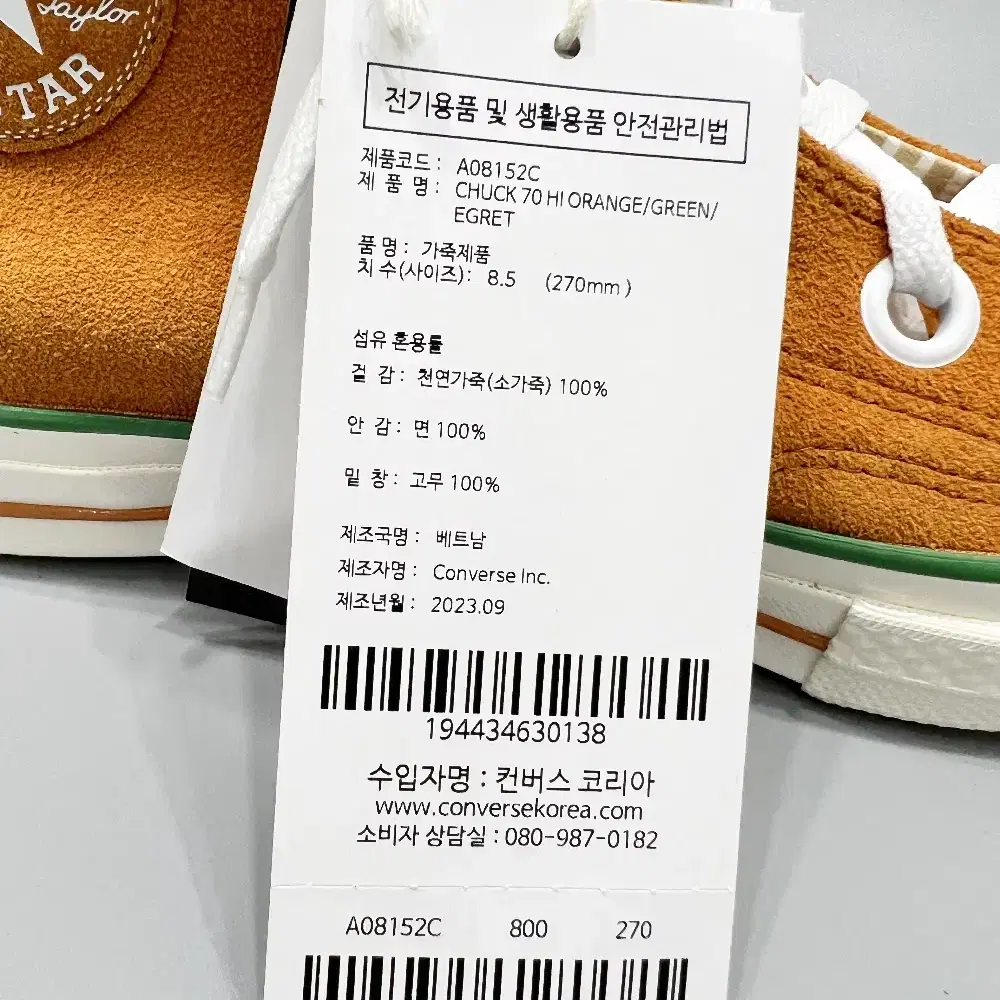 Taylor
STAR
전기용품 및 생활용품 안전관리법
제품코드 : A08152C
제 품 명 : CHUCK 70 HI ORANGE/GREEN/
EGRET
품 명 : 가죽제품
치 수(사이즈) : 8.5 (270mm )
섬유 혼용률
겉 감 : 천연가죽(소가죽) 100%
안 감 : 면 100%
밑 창 : 고무 100%
제조국명 : 베트남
제조자명 : Converse Inc.
제조년월 : 2023.09
194434630138
수입자명 : 컨버스 코리아
www.conversekorea.com
소비자 상담실 : 080-987-0182
A08152C 800 270